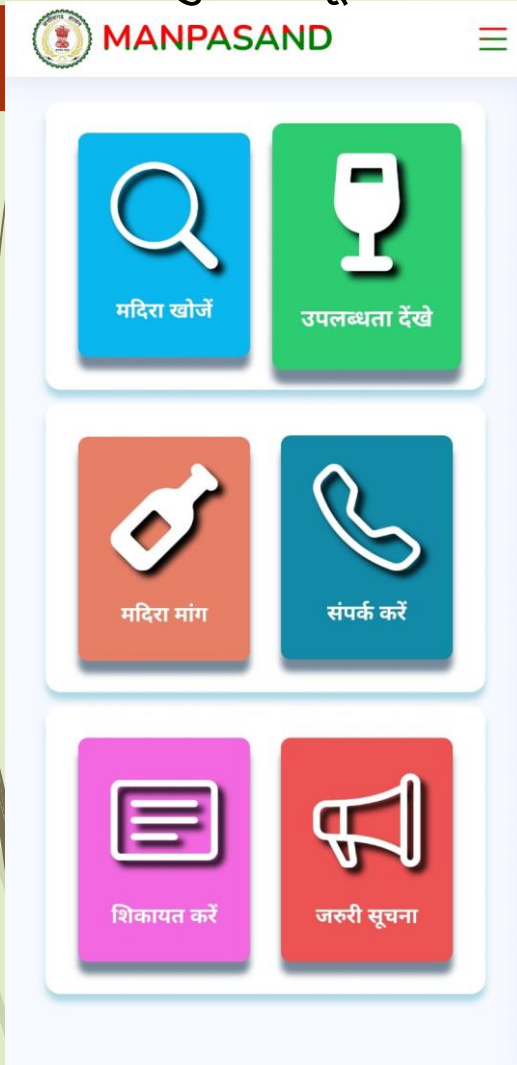 MANPASAND
मदिरा खोजें
उपलब्धता देंखे
मदिरा मांग
संपर्क करें
शिकायत करें
जरुरी सूचना